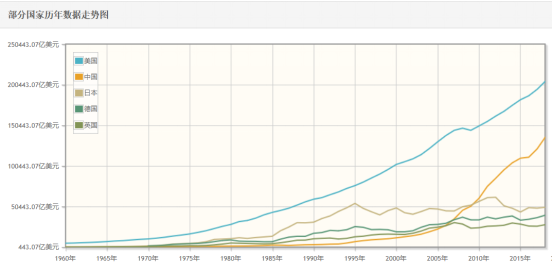 部分国家历年数据走势图
250443.07亿美元
200443.07亿美元
150443.07亿美元
100443.07亿美元
50443.07亿美元
443.07亿美元
美国
中国
日本
德国
英国
1960年 1965年 1970年 1975年 1980年 1985年 1990年 1995年 2000年 2005年 2010年 2015年